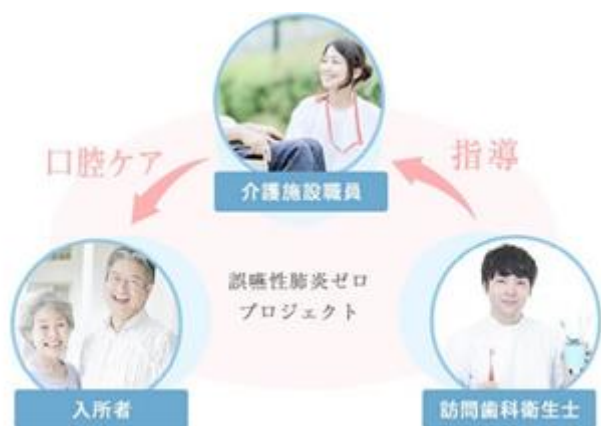 口腔ケア
指導
介護施設職員
誤嚥性肺炎ゼロ
プロジェクト
入所者
訪問歯科衛生士